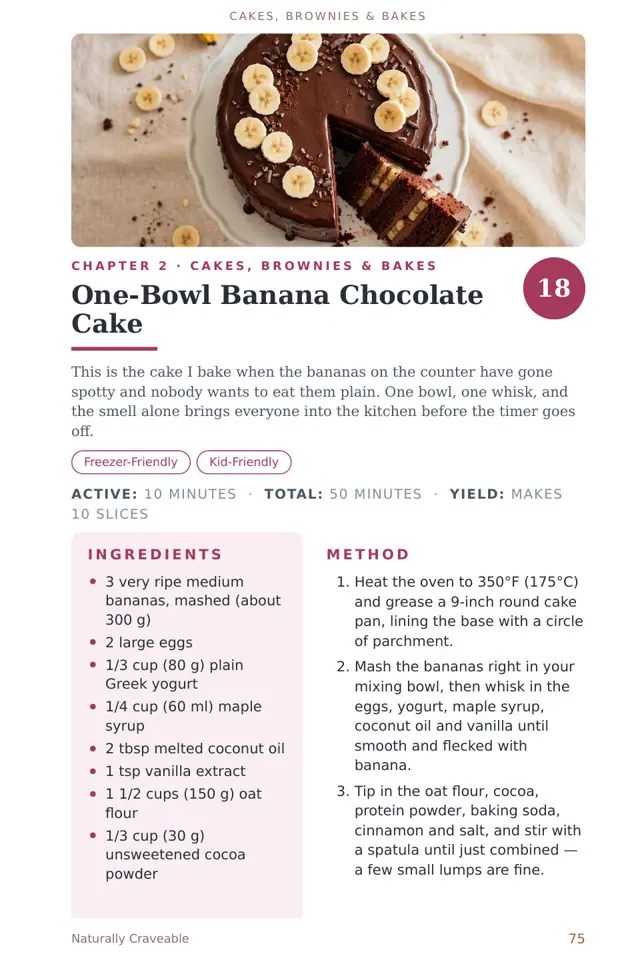 CAKES, BROWNIES & BAKES
CHAPTER 2 · CAKES, BROWNIES & BAKES
One-Bowl Banana Chocolate
Cake
18
This is the cake I bake when the bananas on the counter have gone
spotty and nobody wants to eat them plain. One bowl, one whisk, and
the smell alone brings everyone into the kitchen before the timer goes
off.
Freezer-Friendly Kid-Friendly
ACTIVE: 10 MINUTES · TOTAL: 50 MINUTES · YIELD: MAKES
10 SLICES
INGREDIENTS
• 3 very ripe medium
bananas, mashed (about
300 g)
• 2 large eggs
• 1/3 cup (80 g) plain
Greek yogurt
• 1/4 cup (60 ml) maple
syrup
• 2 tbsp melted coconut oil
• 1 tsp vanilla extract
• 1 1/2 cups (150 g) oat
flour
• 1/3 cup (30 g)
unsweetened cocoa
powder
METHOD
1. Heat the oven to 350°F (175°C)
and grease a 9-inch round cake
pan, lining the base with a circle
of parchment.
2. Mash the bananas right in your
mixing bowl, then whisk in the
eggs, yogurt, maple syrup,
coconut oil and vanilla until
smooth and flecked with
banana.
3. Tip in the oat flour, cocoa,
protein powder, baking soda,
cinnamon and salt, and stir with
a spatula until just combined —
a few small lumps are fine.
Naturally Craveable
75